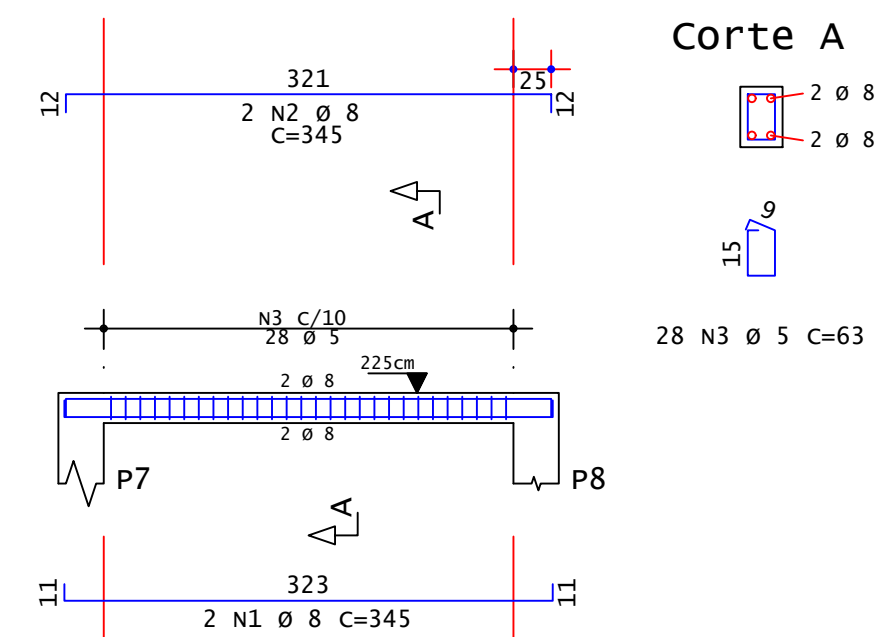 Corte A
321
25
12
12
2 N2 Ø 8
C=345
2 Ø 8
2 Ø 8
A
9
15
N3 C/10
28 Ø 5
28 N3 Ø 5 C=63
225cm
2 Ø 8
2 Ø 8
P7
P8
A
11
323
11
2 N1 Ø 8 C=345